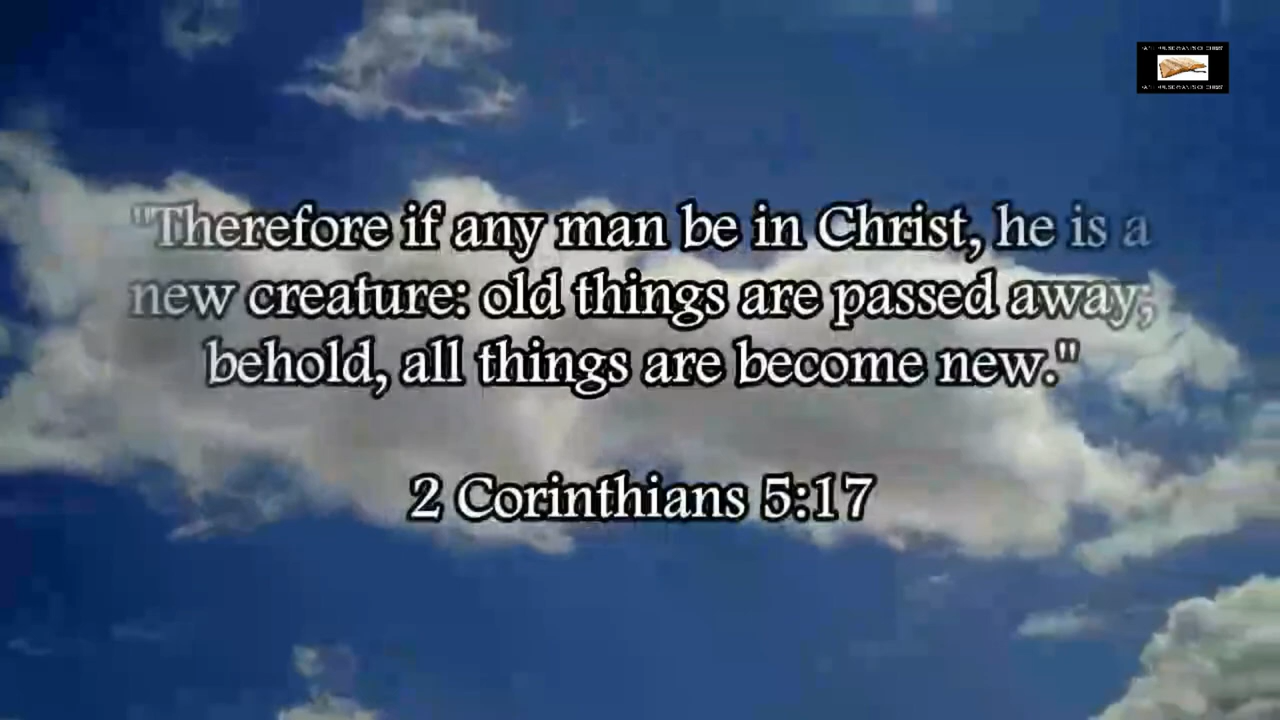 "Therefore if any man be in Christ, he is a
new creature: old things are passed away;
behold, all things are become new."
2 Corinthians 5:17